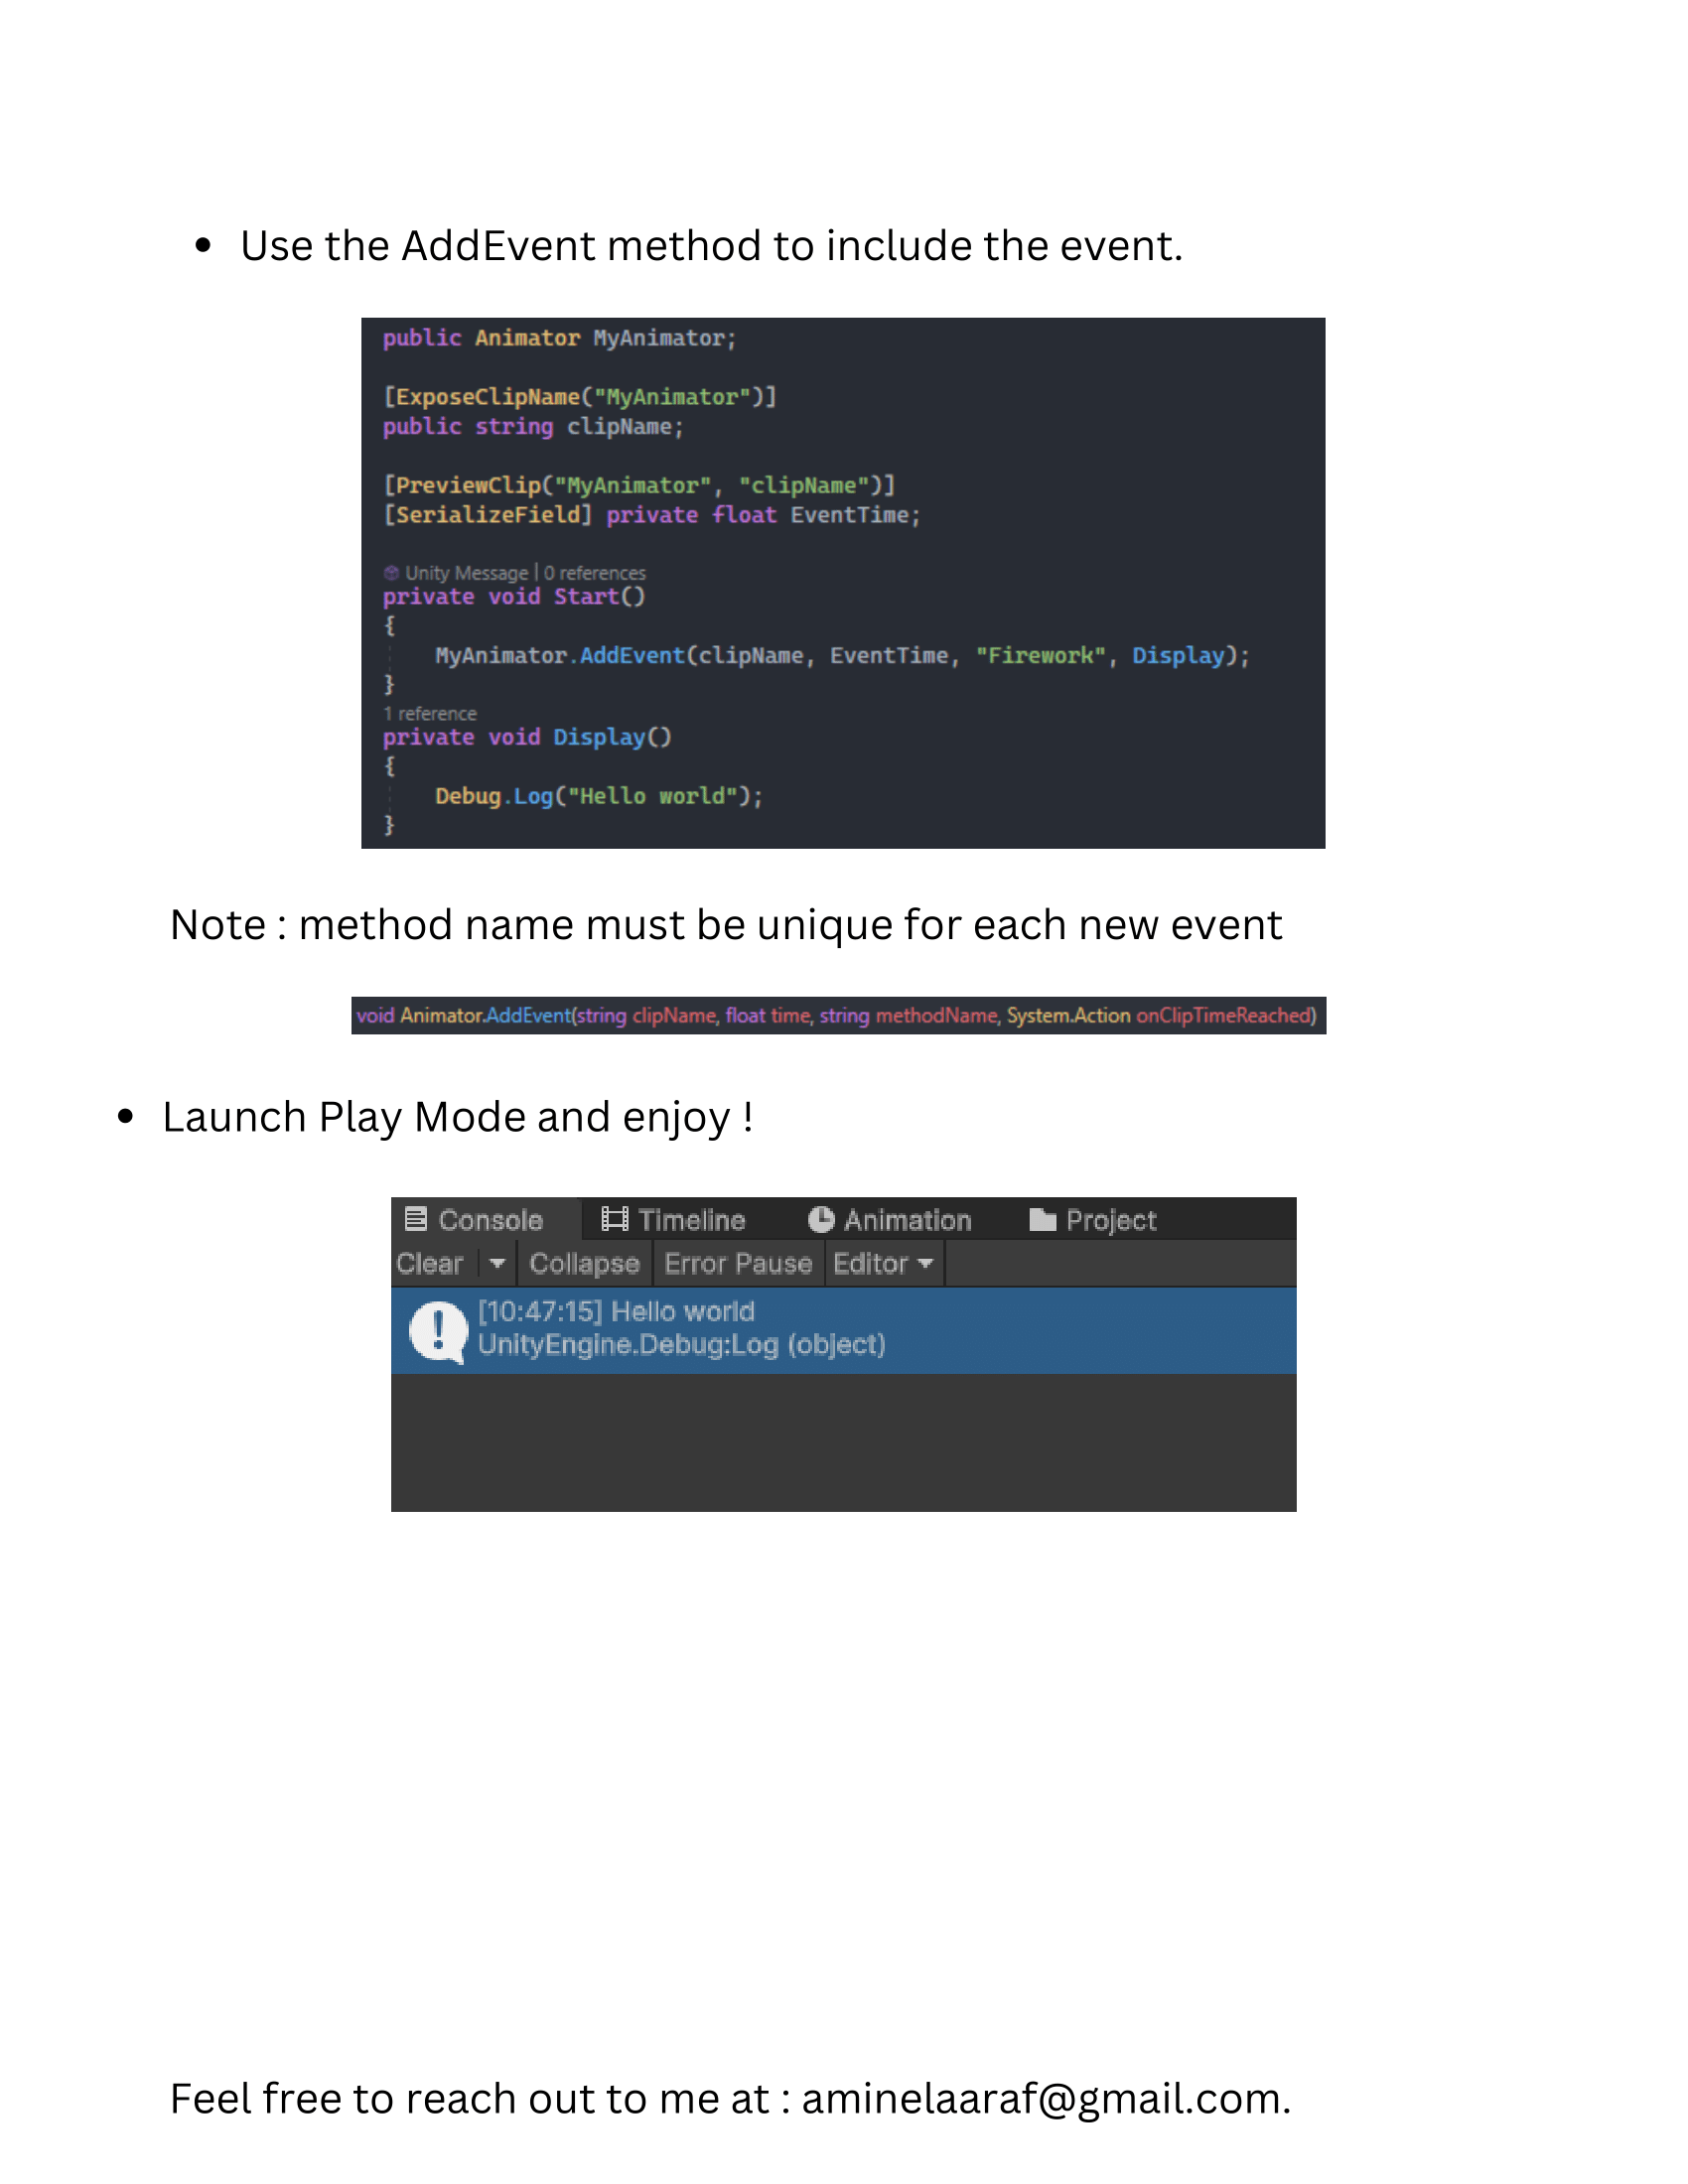 • Use the AddEvent method to include the event.
public Animator MyAnimator;
[ExposeClipName("MyAnimator")]
public string clipName;
[PreviewClip("MyAnimator", "clipName")]
[SerializeField] private float EventTime;
Unity Message | 0 references
private void Start()
{
MyAnimator.AddEvent(clipName, EventTime, "Firework", Display);
}
1 reference
private void Display()
{
Debug.Log("Hello world");
}
Note : method name must be unique for each new event
void Animator.AddEvent(string clipName, float time, string methodName, System.Action onClipTimeReached)
• Launch Play Mode and enjoy !
Console Timeline Animation Project
Clear Collapse Error Pause Editor
[10:47:15] Hello world
UnityEngine.Debug:Log (object)
Feel free to reach out to me at : aminelaaraf@gmail.com.